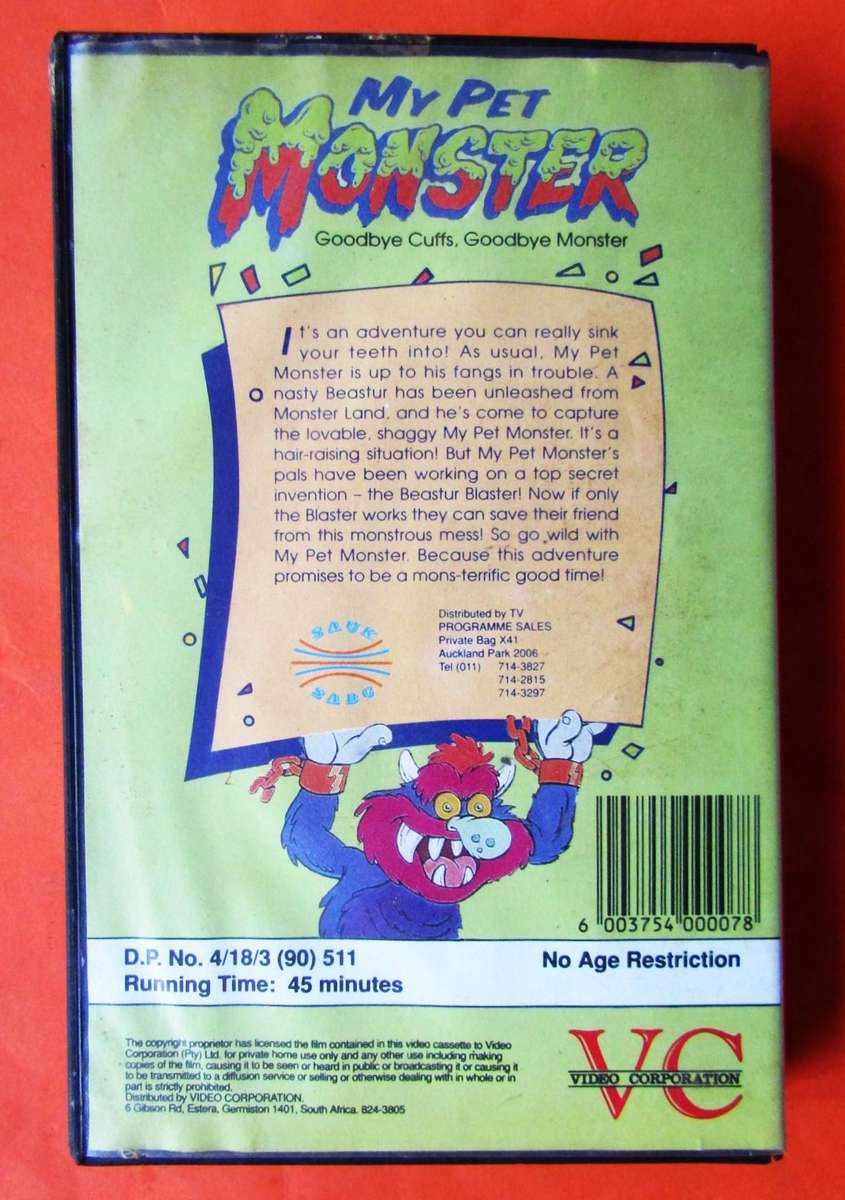 MY PET
MONSTER
Goodbye Cuffs, Goodbye Monster
It's an adventure you can really sink
your teeth into! As usual, My Pet
Monster is up to his fangs in trouble. A
nasty Beastur has been unleashed from
Monster Land, and he's come to capture
the lovable, shaggy My Pet Monster. It's a
hair-raising situation! But My Pet Monster's
pals have been working on a top secret
invention – the Beastur Blaster! Now if only
the Blaster works they can save their friend
from this monstrous mess! So go wild with
My Pet Monster. Because this adventure
promises to be a mons-terrific good time!
SAUK
SABC
Distributed by TV
PROGRAMME SALES
Private Bag X41
Auckland Park 2006
Tel (011) 714-3827
714-2815
714-3297
6 003754 000078
D.P. No. 4/18/3 (90) 511
Running Time: 45 minutes
No Age Restriction
The copyright proprietor has licensed the film contained in this video cassette to Video
Corporation (Pty) Ltd. for private home use only and any other use including making
copies of the film, causing it to be seen or heard in public or broadcasting it or causing it
to be transmitted to a diffusion service or selling or otherwise dealing with in whole or in
part is strictly prohibited.
Distributed by VIDEO CORPORATION.
6 Gibson Rd, Estera, Germiston 1401, South Africa. 824-3805
VC
VIDEO CORPORATION